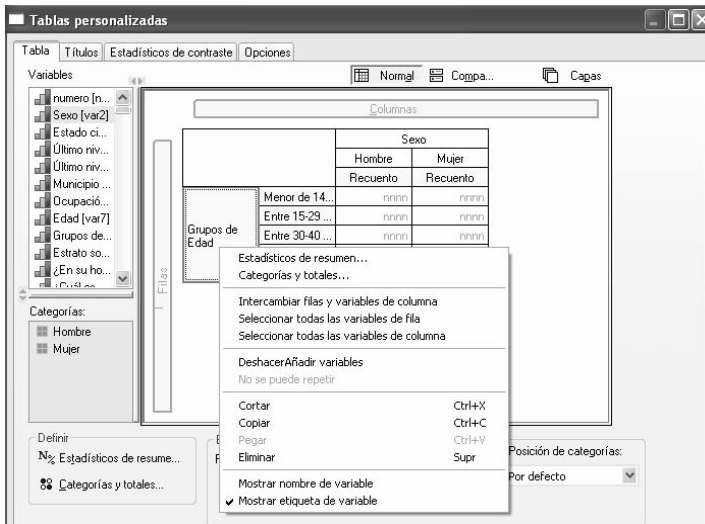 Tablas personalizadas
Tabla Títulos Estadísticos de contraste Opciones
Variables
Normal Compa... Capas
numero [n...
Sexo [var2]
Estado ci...
Último niv...
Último niv...
Municipio ...
Ocupació...
Edad [var7]
Grupos de...
Estrato so...
¿En su ho...
Columnas
Filas
Sexo
Hombre Mujer
Recuento Recuento
Grupos de Edad
Menor de 14... nnnn nnnn
Entre 15-29 ... nnnn nnnn
Entre 30-40 ... nnnn nnnn
Categorías:
Hombre
Mujer
Estadísticos de resumen...
Categorías y totales...
Intercambiar filas y variables de columna
Seleccionar todas las variables de fila
Seleccionar todas las variables de columna
DeshacerAñadir variables
No se puede repetir
Cortar Ctrl+X
Copiar Ctrl+C
Pegar Ctrl+V
Eliminar Supr
Mostrar nombre de variable
Mostrar etiqueta de variable
Definir
N% Estadísticos de resume...
Categorías y totales...
Posición de categorías:
Por defecto